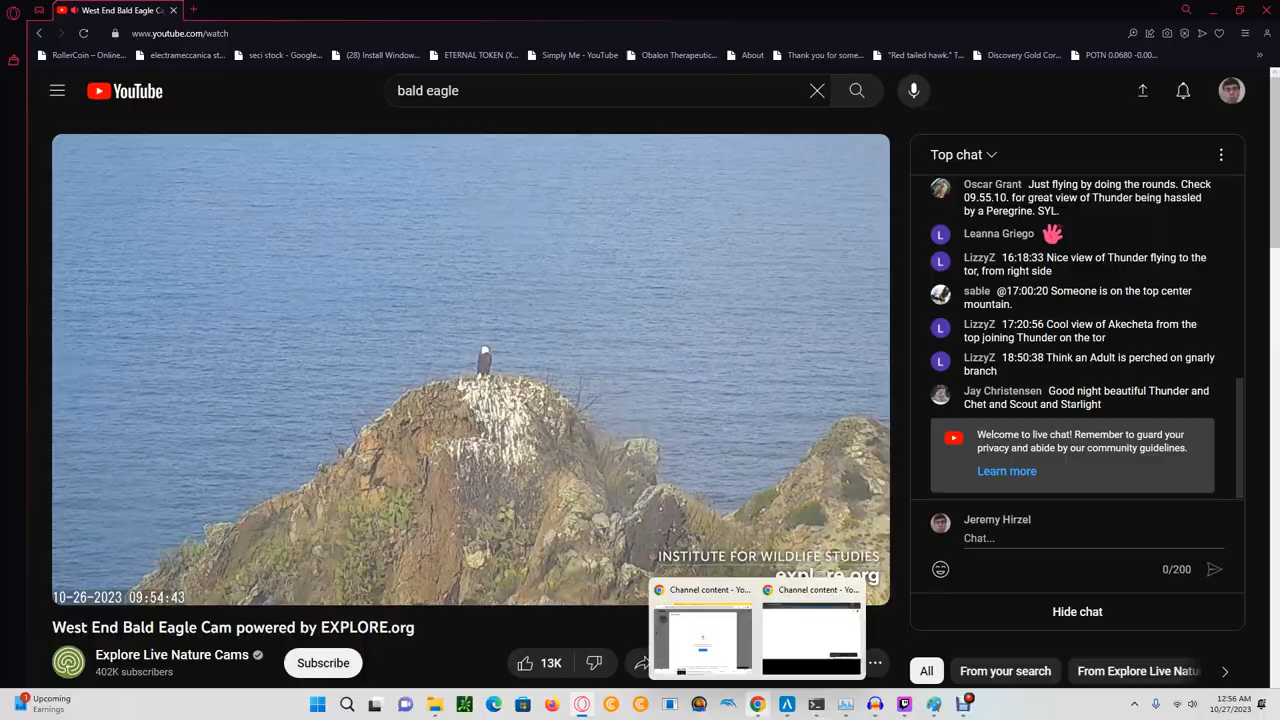 West End Bald Eagle Ca
www.youtube.com/watch
RollerCoin – Online...
electrameccanica st
seci stock - Google...
(28) Install Window...
ETERNAL TOKEN (X...
Simply Me - YouTube
Obalon Therapeutic...
About
Thank you for some...
"Red tailed hawk." T...
Discovery Gold Cor...
POTN 0.0680 -0.00...
YouTube
bald eagle
Top chat
Oscar Grant Just flying by doing the rounds. Check
09.55.10. for great view of Thunder being hassled
by a Peregrine. SYL.
L Leanna Griego
L LizzyZ 16:18:33 Nice view of Thunder flying to the
tor, from right side
sable @17:00:20 Someone is on the top center
mountain.
L LizzyZ 17:20:56 Cool view of Akecheta from the
top joining Thunder on the tor
L LizzyZ 18:50:38 Think an Adult is perched on gnarly
branch
Jay Christensen Good night beautiful Thunder and
Chet and Scout and Starlight
Welcome to live chat! Remember to guard your
privacy and abide by our community guidelines.
Learn more
Jeremy Hirzel
Chat...
0/200
Hide chat
INSTITUTE FOR WILDLIFE STUDIES
explore.org
10-26-2023 09:54:43
Channel content - Yo...
Channel content - You...
West End Bald Eagle Cam powered by EXPLORE.org
Explore Live Nature Cams
402K subscribers
Subscribe
13K
All
From your search
From Explore Live Natu
1
Upcoming
Earnings
12:56 AM
10/27/2023